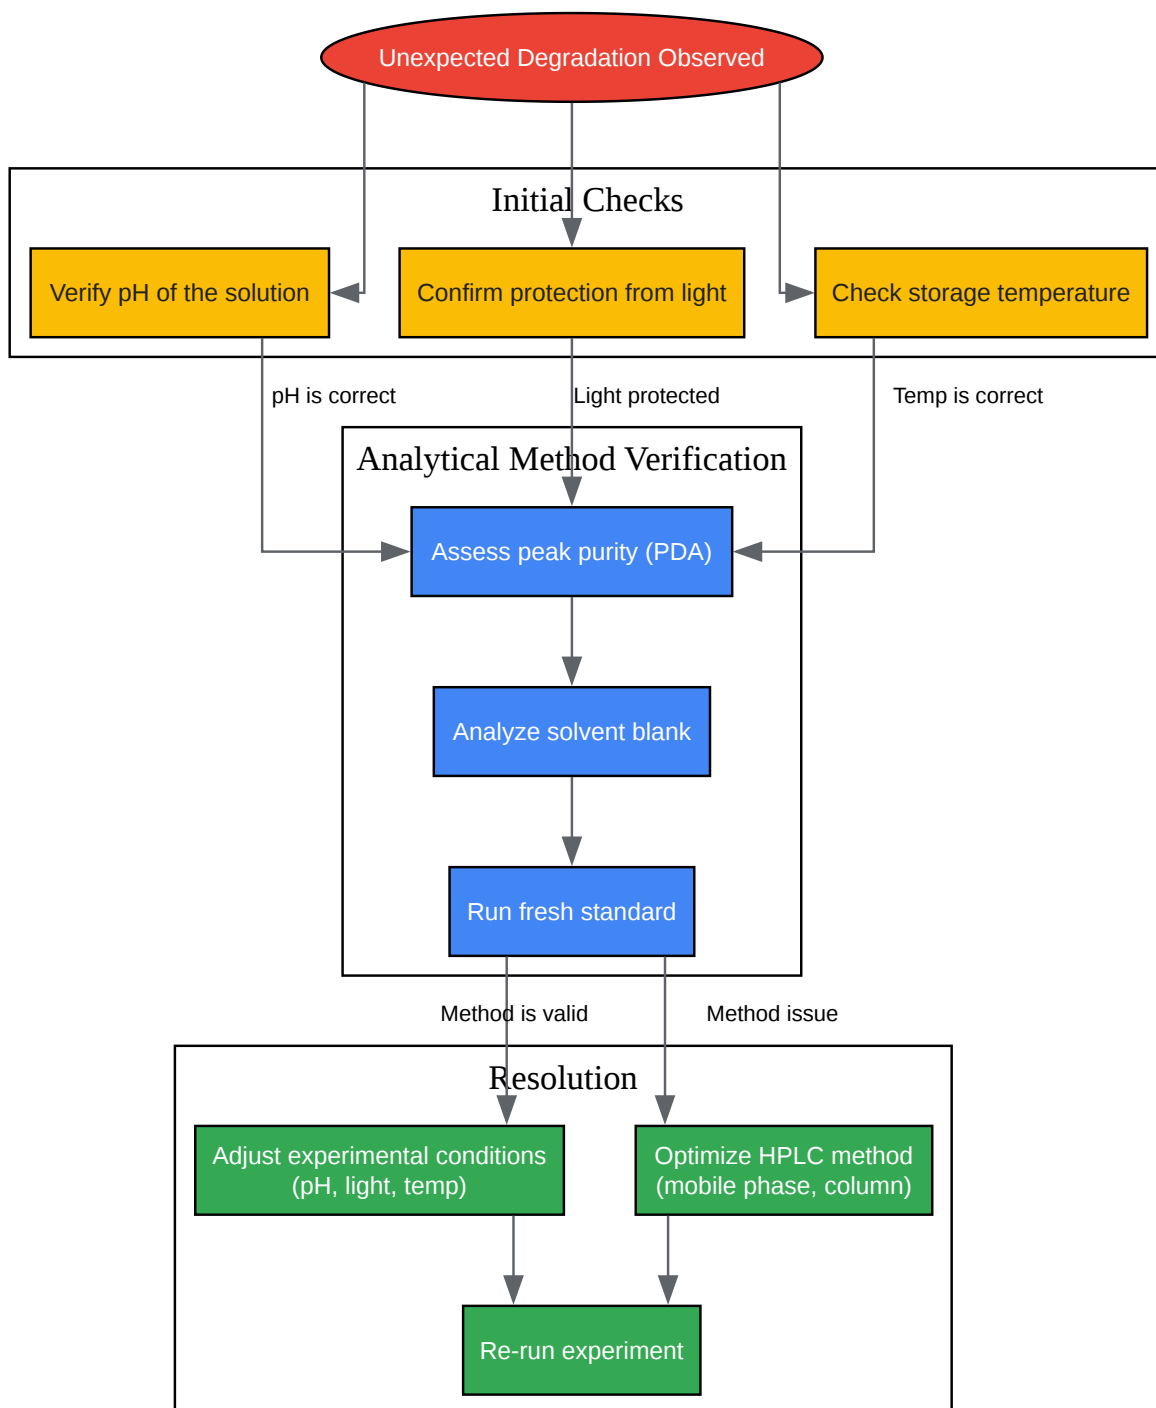 Unexpected Degradation Observed
Initial Checks
Verify pH of the solution
Confirm protection from light
Check storage temperature
pH is correct
Light protected
Temp is correct
Analytical Method Verification
Assess peak purity (PDA)
Analyze solvent blank
Run fresh standard
Method is valid
Method issue
Resolution
Adjust experimental conditions
(pH, light, temp)
Optimize HPLC method
(mobile phase, column)
Re-run experiment